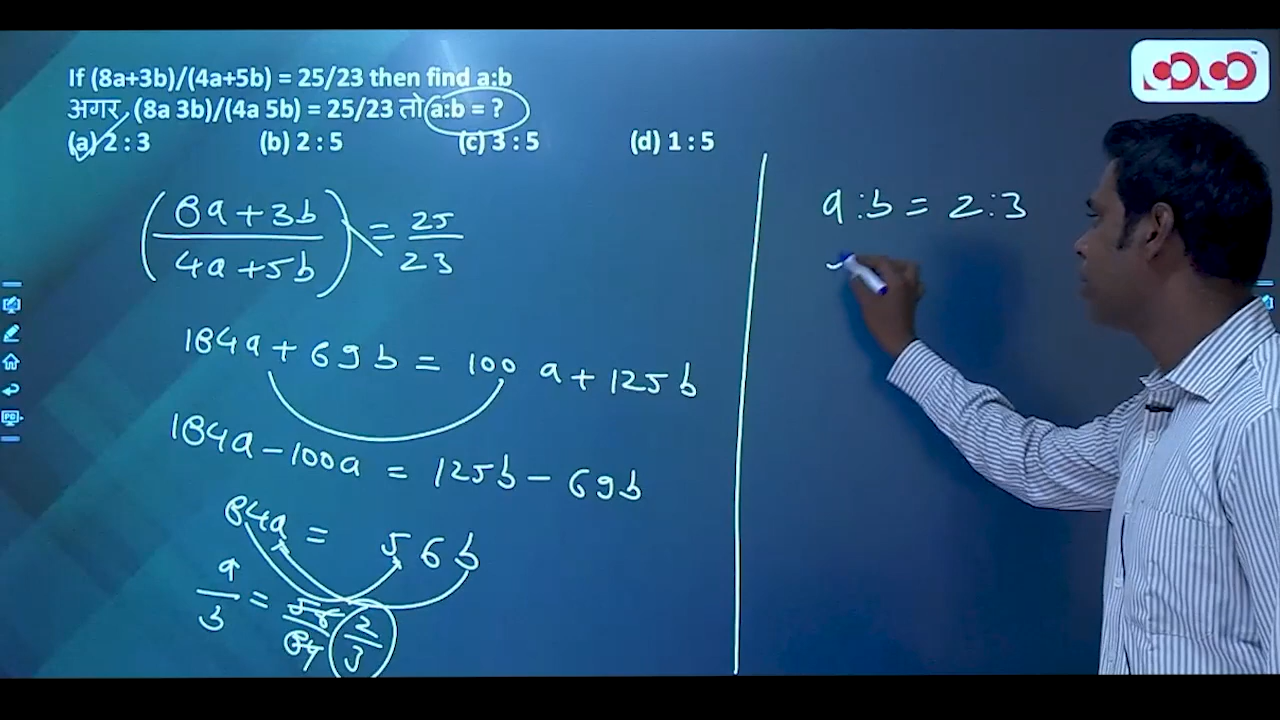 If (8a+3b)/(4a+5b) = 25/23 then find a:b
अगर, (8a 3b)/(4a 5b) = 25/23 तो a:b = ?
(a) 2 : 3 (b) 2 : 5 (c) 3 : 5 (d) 1 : 5
(8a+3b / 4a+5b) = 25/23
184a + 69b = 100 a + 125b
184a - 100a = 125b - 69b
84a = 56b
a/b = 56/84 2/3
a : b = 2 : 3